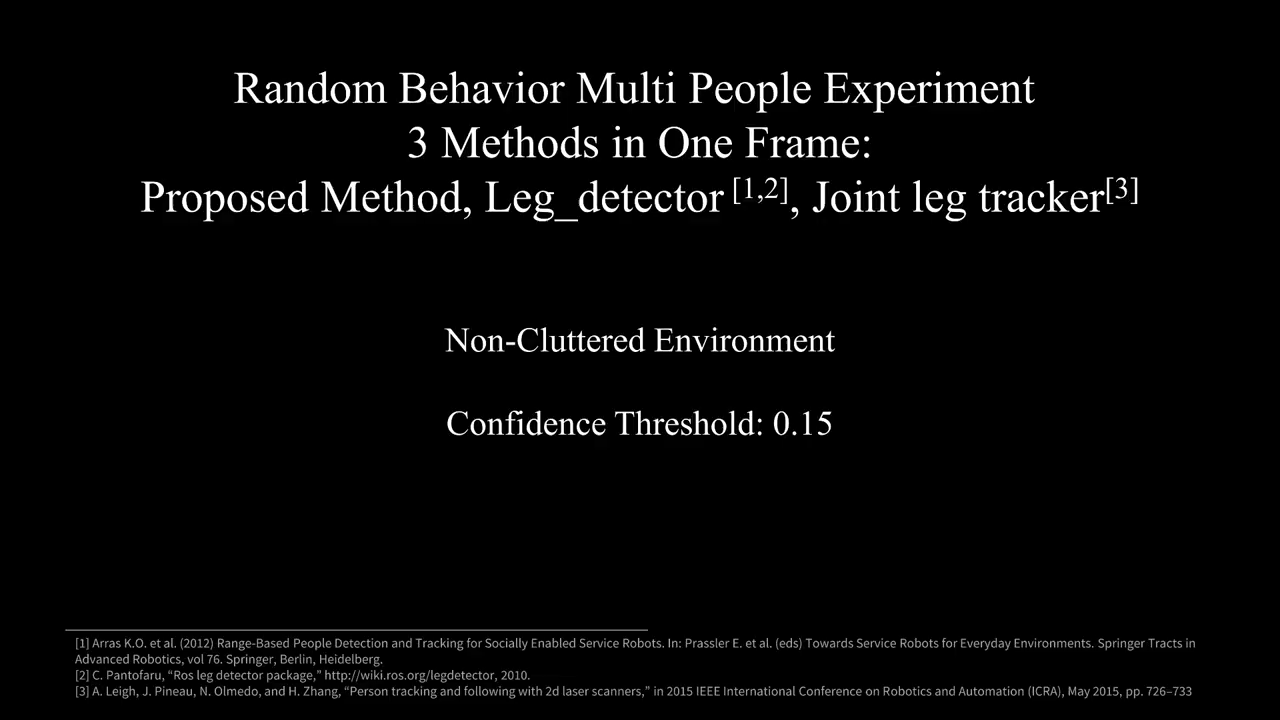 Random Behavior Multi People Experiment
3 Methods in One Frame:
Proposed Method, Leg_detector [1,2], Joint leg tracker[3]
Non-Cluttered Environment
Confidence Threshold: 0.15
[1] Arras K.O. et al. (2012) Range-Based People Detection and Tracking for Socially Enabled Service Robots. In: Prassler E. et al. (eds) Towards Service Robots for Everyday Environments. Springer Tracts in
Advanced Robotics, vol 76. Springer, Berlin, Heidelberg.
[2] C. Pantofaru, “Ros leg detector package,” http://wiki.ros.org/legdetector, 2010.
[3] A. Leigh, J. Pineau, N. Olmedo, and H. Zhang, “Person tracking and following with 2d laser scanners,” in 2015 IEEE International Conference on Robotics and Automation (ICRA), May 2015, pp. 726–733